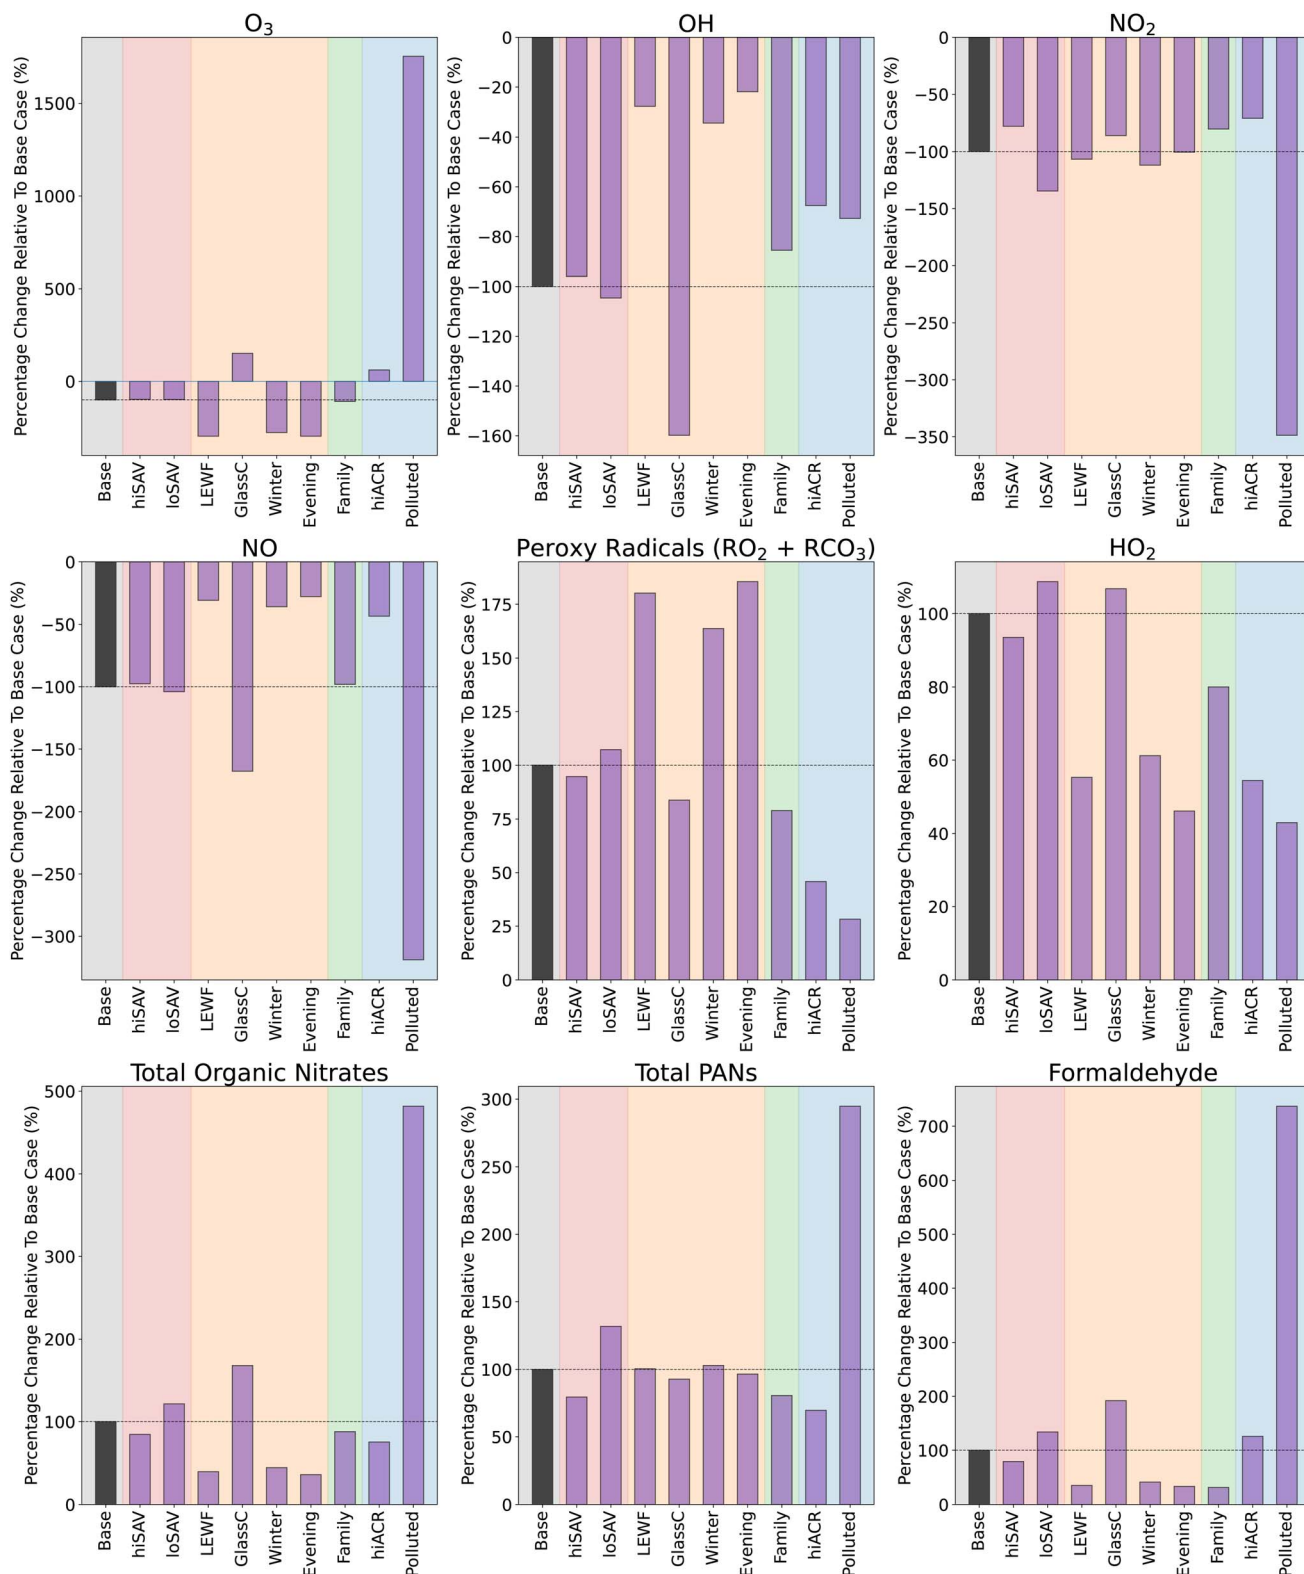 O₃
Percentage Change Relative To Base Case (%)
1500
1000
500
0
Base
hiSAV
loSAV
LEWF
GlassC
Winter
Evening
Family
hiACR
Polluted
OH
Percentage Change Relative To Base Case (%)
0
−20
−40
−60
−80
−100
−120
−140
−160
Base
hiSAV
loSAV
LEWF
GlassC
Winter
Evening
Family
hiACR
Polluted
NO₂
Percentage Change Relative To Base Case (%)
0
−50
−100
−150
−200
−250
−300
−350
Base
hiSAV
loSAV
LEWF
GlassC
Winter
Evening
Family
hiACR
Polluted
NO
Percentage Change Relative To Base Case (%)
0
−50
−100
−150
−200
−250
−300
Base
hiSAV
loSAV
LEWF
GlassC
Winter
Evening
Family
hiACR
Polluted
Peroxy Radicals (RO₂ + RCO₃)
Percentage Change Relative To Base Case (%)
175
150
125
100
75
50
25
0
Base
hiSAV
loSAV
LEWF
GlassC
Winter
Evening
Family
hiACR
Polluted
HO₂
Percentage Change Relative To Base Case (%)
100
80
60
40
20
0
Base
hiSAV
loSAV
LEWF
GlassC
Winter
Evening
Family
hiACR
Polluted
Total Organic Nitrates
Percentage Change Relative To Base Case (%)
500
400
300
200
100
0
Base
hiSAV
loSAV
LEWF
GlassC
Winter
Evening
Family
hiACR
Polluted
Total PANs
Percentage Change Relative To Base Case (%)
300
250
200
150
100
50
0
Base
hiSAV
loSAV
LEWF
GlassC
Winter
Evening
Family
hiACR
Polluted
Formaldehyde
Percentage Change Relative To Base Case (%)
700
600
500
400
300
200
100
0
Base
hiSAV
loSAV
LEWF
GlassC
Winter
Evening
Family
hiACR
Polluted